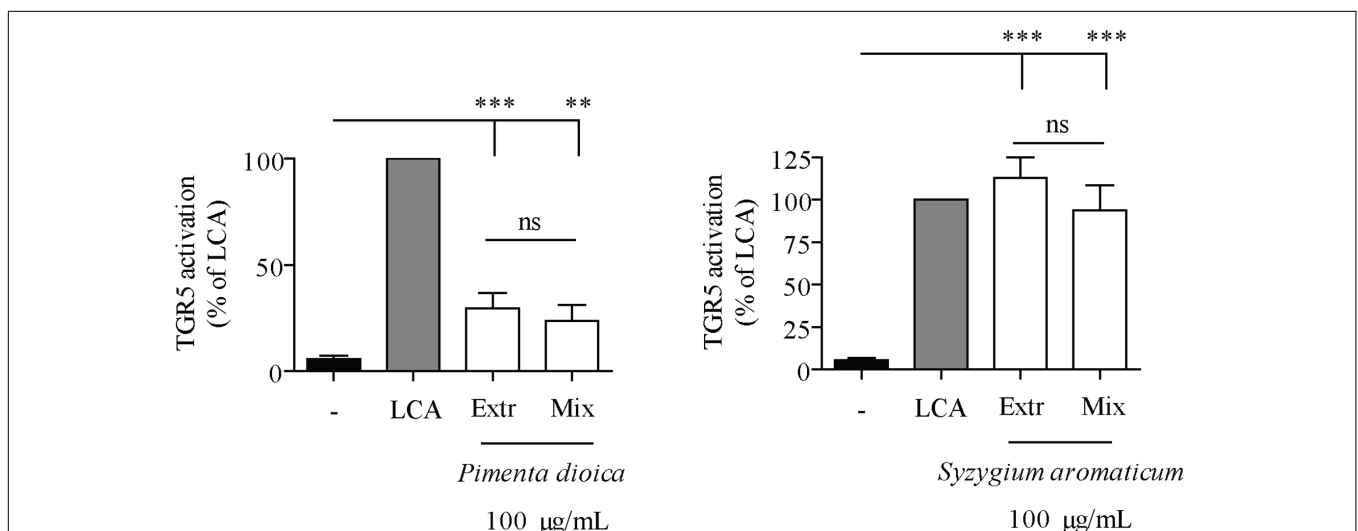 *** **
ns
TGR5 activation
(% of LCA)
100
50
0
- LCA Extr Mix
Pimenta dioica
100 μg/mL
*** ***
ns
TGR5 activation
(% of LCA)
125
100
75
50
25
0
- LCA Extr Mix
Syzygium aromaticum
100 μg/mL